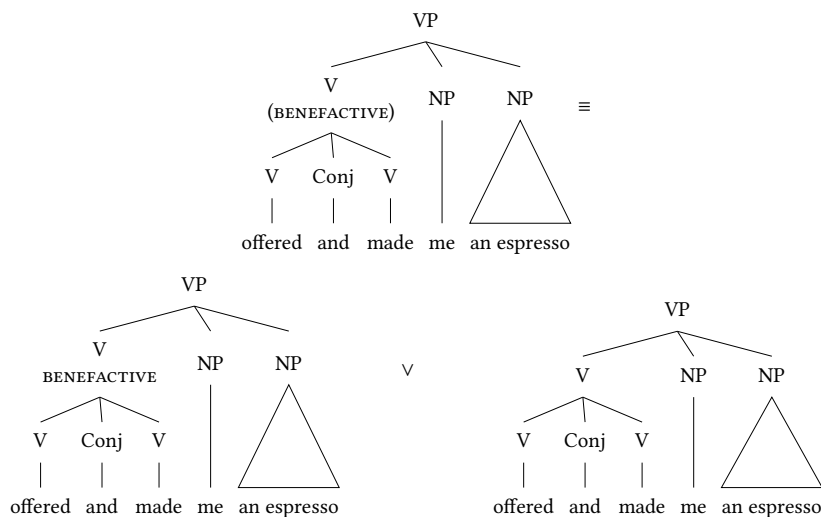 VP
V
(BENEFACTIVE) NP NP ≡
V Conj V
offered and made me an espresso
VP
V
BENEFACTIVE NP NP
V Conj V
offered and made me an espresso
∨
VP
V NP NP
V Conj V
offered and made me an espresso